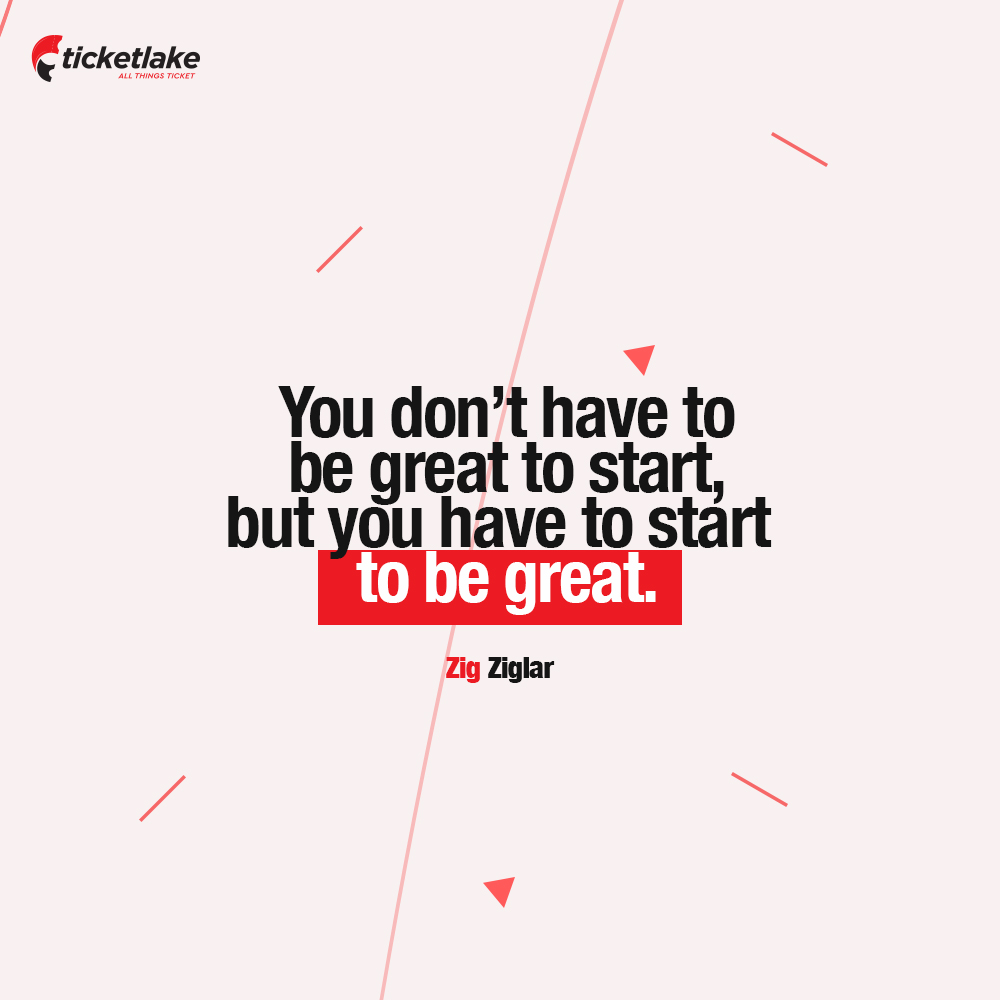 ticketlake
ALL THINGS TICKET
You don’t have to
be great to start,
but you have to start
to be great.
Zig Ziglar